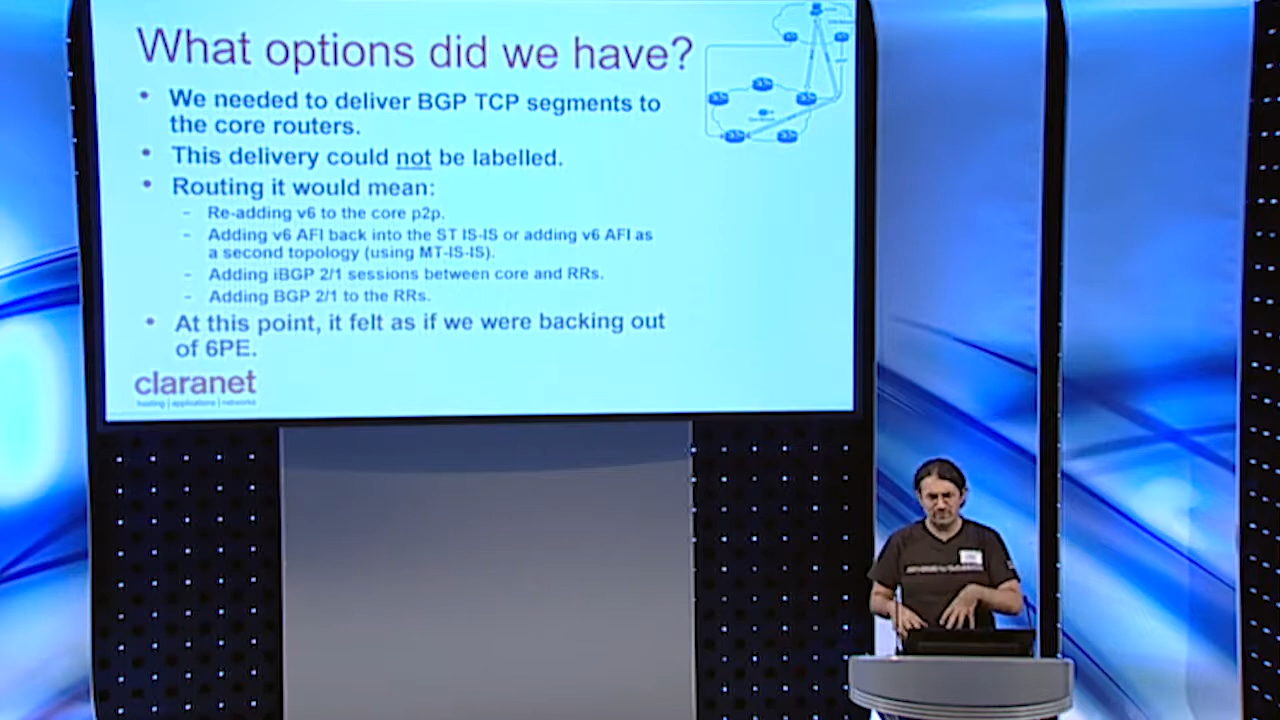 What options did we have?
• We needed to deliver BGP TCP segments to
the core routers.
• This delivery could not be labelled.
• Routing it would mean:
- Re-adding v6 to the core p2p.
- Adding v6 AFI back into the ST IS-IS or adding v6 AFI as
a second topology (using MT-IS-IS).
- Adding iBGP 2/1 sessions between core and RRs.
- Adding BGP 2/1 to the RRs.
• At this point, it felt as if we were backing out
of 6PE.
claranet
hosting | applications | networks